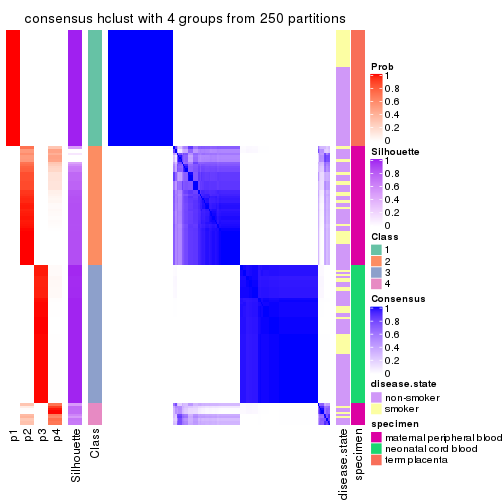 consensus hclust with 4 groups from 250 partitions
Prob
1
0.8
0.6
0.4
0.2
0
Silhouette
1
0.8
0.6
0.4
0.2
0
Class
1
2
3
4
Consensus
1
0.8
0.6
0.4
0.2
0
disease.state
non-smoker
smoker
specimen
maternal peripheral blood
neonatal cord blood
term placenta
p1
p2
p3
p4
Silhouette
Class
disease.state
specimen